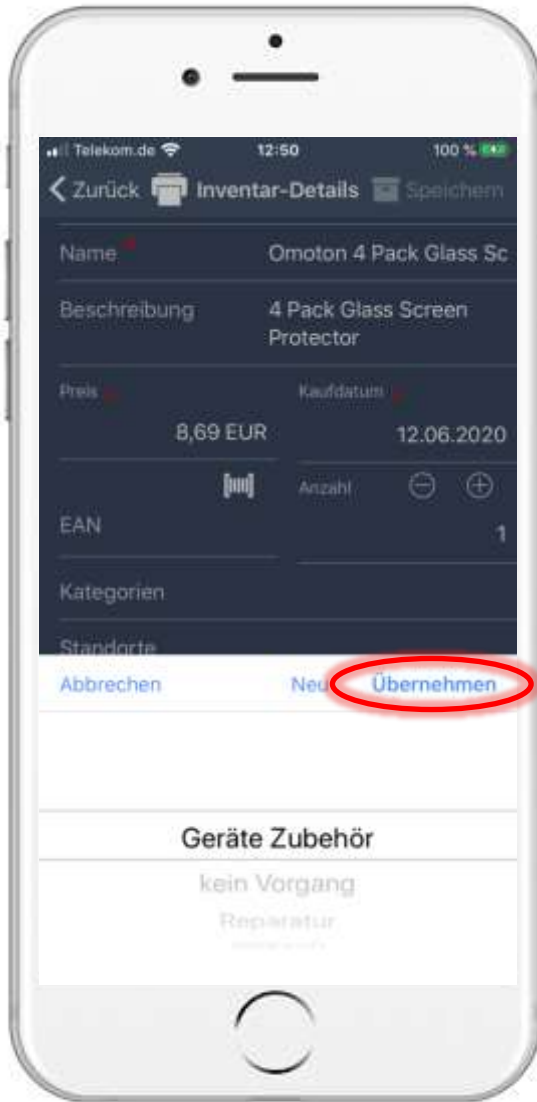 Telekom.de 12:50 100 %
Zurück Inventar-Details Speichern
Name * Omoton 4 Pack Glass Sc
Beschreibung 4 Pack Glass Screen
Protector
Preis Kaufdatum
8,69 EUR 12.06.2020
Anzahl
EAN 1
Kategorien
Standorte
Abbrechen Neu Übernehmen
Geräte Zubehör
kein Vorgang
Reparatur